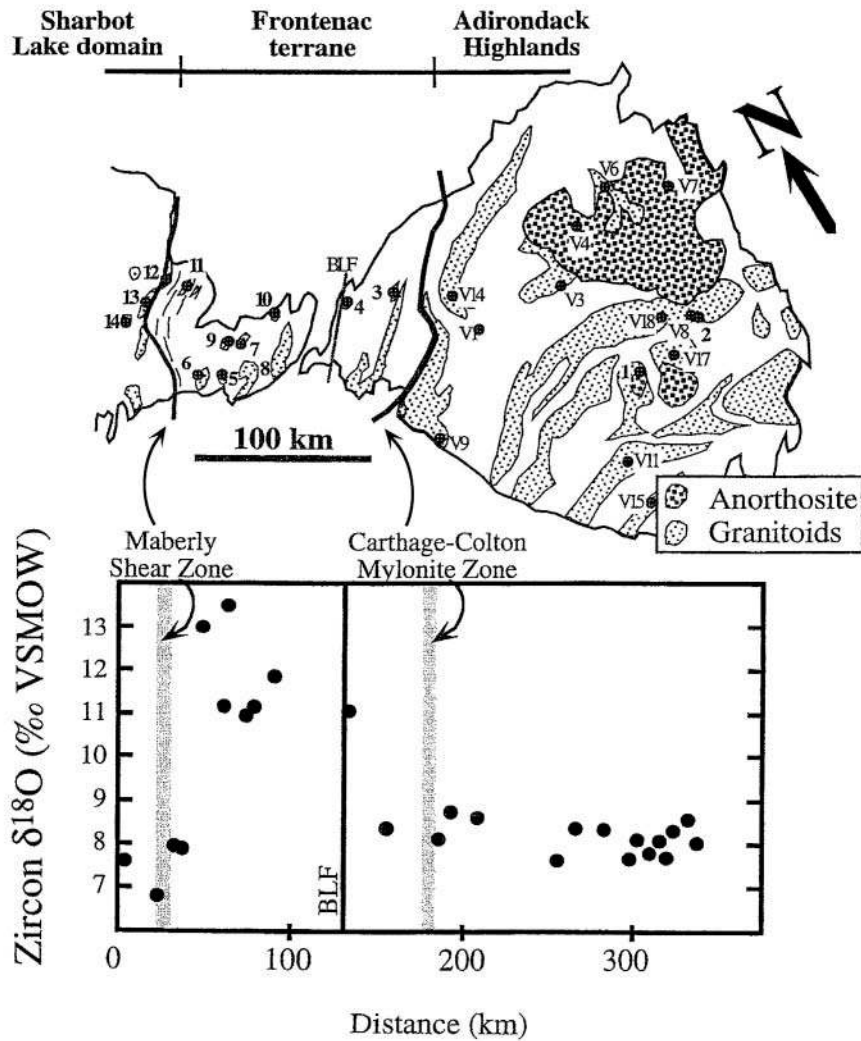 Sharbot Lake domain
Frontenac terrane
Adirondack Highlands
N
V6
V7
V4
BLF
12
11
3
V3
13
10
4
V14
14
V1
V18
V8
2
9
7
V17
6
5
8
1
V9
V11
V15
100 km
Anorthosite
Granitoids
Maberly
Shear Zone
Carthage-Colton
Mylonite Zone
Zircon δ18O (‰ VSMOW)
13
12
11
10
9
8
7
BLF
0
100
200
300
Distance (km)